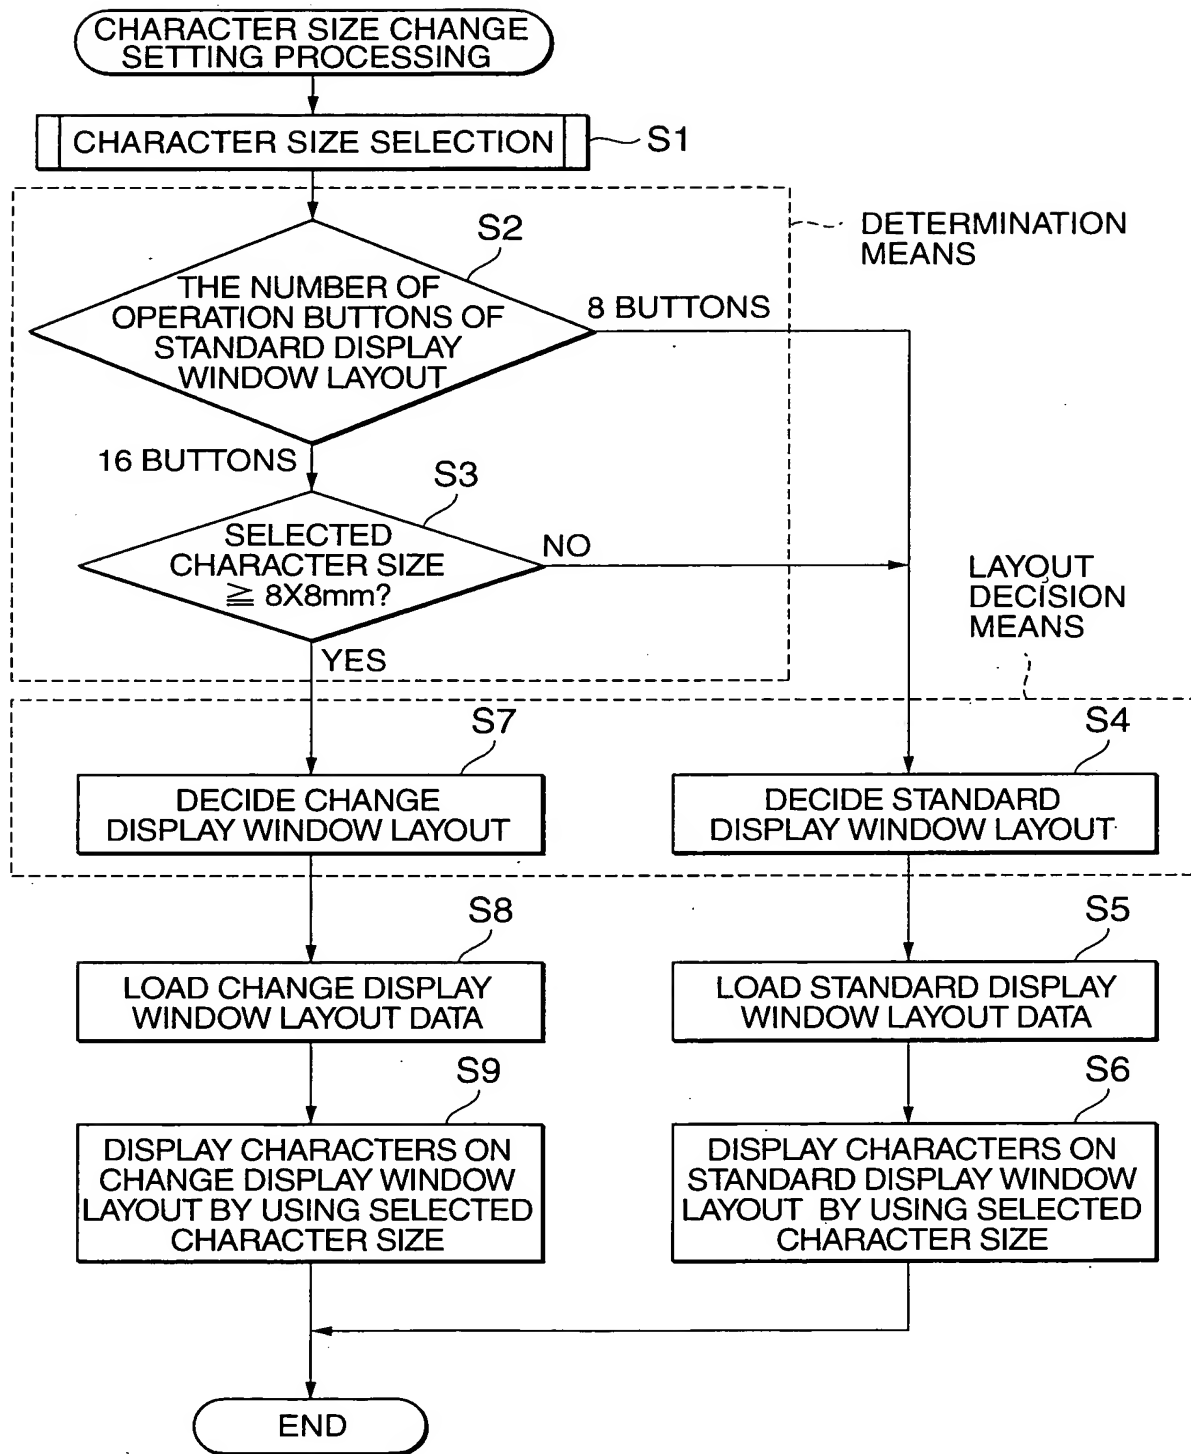 CHARACTER SIZE CHANGE
SETTING PROCESSING
CHARACTER SIZE SELECTION
S1
DETERMINATION
MEANS
S2
THE NUMBER OF
OPERATION BUTTONS OF
STANDARD DISPLAY
WINDOW LAYOUT
8 BUTTONS
16 BUTTONS
S3
SELECTED
CHARACTER SIZE
≧ 8X8mm?
NO
YES
LAYOUT
DECISION
MEANS
S7
DECIDE CHANGE
DISPLAY WINDOW LAYOUT
S4
DECIDE STANDARD
DISPLAY WINDOW LAYOUT
S8
LOAD CHANGE DISPLAY
WINDOW LAYOUT DATA
S5
LOAD STANDARD DISPLAY
WINDOW LAYOUT DATA
S9
DISPLAY CHARACTERS ON
CHANGE DISPLAY WINDOW
LAYOUT BY USING SELECTED
CHARACTER SIZE
S6
DISPLAY CHARACTERS ON
STANDARD DISPLAY WINDOW
LAYOUT BY USING SELECTED
CHARACTER SIZE
END